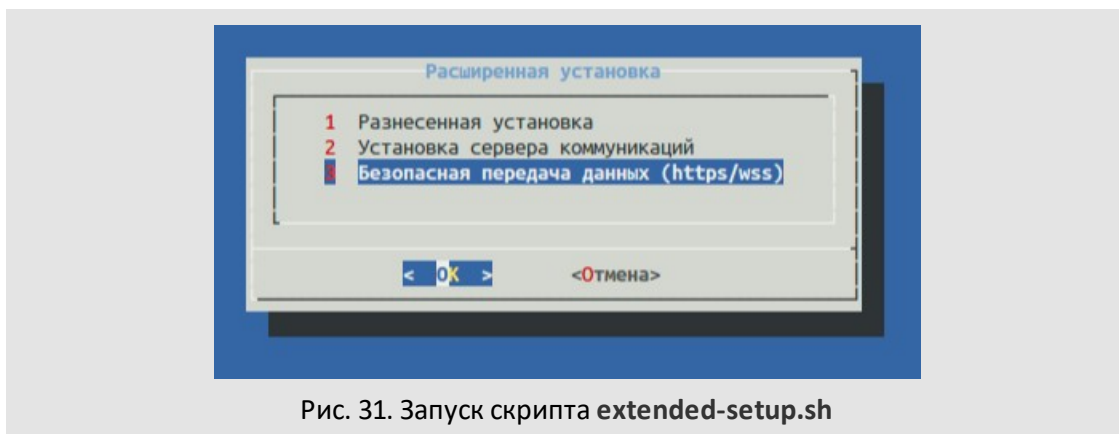 Расширенная установка
1 Разнесенная установка
2 Установка сервера коммуникаций
3 Безопасная передача данных (https/wss)
< OK > <Отмена>
Рис. 31. Запуск скрипта extended-setup.sh